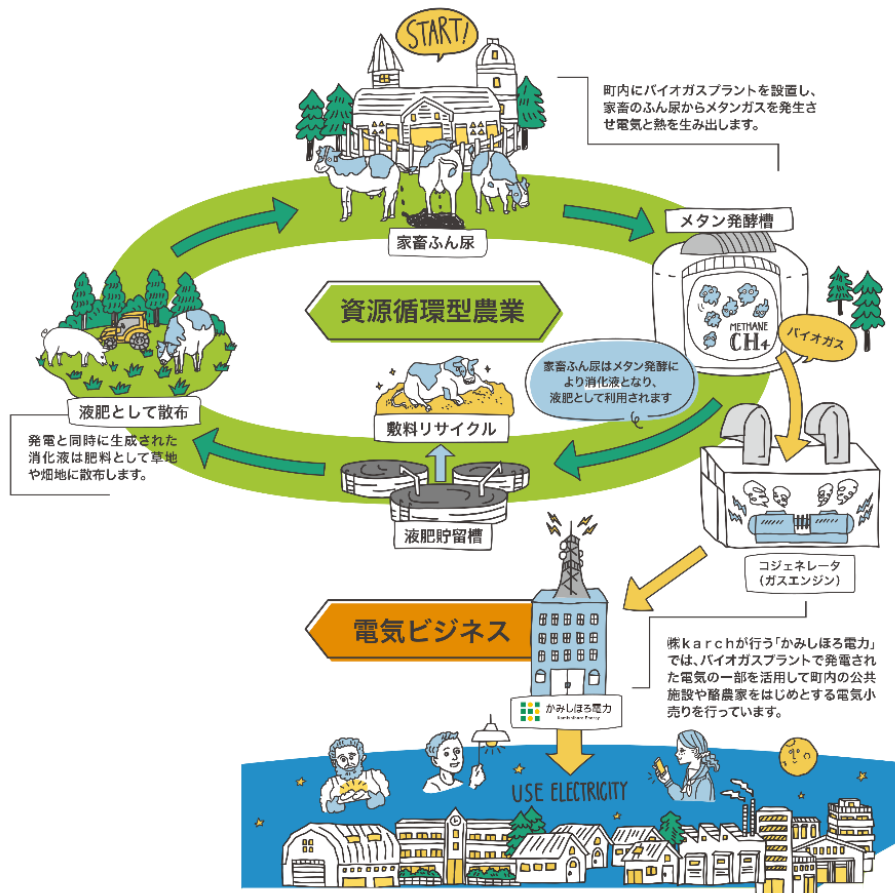 START!
町内にバイオガスプラントを設置し、
家畜のふん尿からメタンガスを発生さ
せ電気と熱を生み出します。
家畜ふん尿
メタン発酵槽
METHANE
CH4
バイオガス
資源循環型農業
家畜ふん尿はメタン発酵に
より消化液となり、
液肥として利用されます
敷料リサイクル
液肥として散布
発電と同時に生成された
消化液は肥料として草地
や畑地に散布します。
液肥貯留槽
コジェネレータ
(ガスエンジン)
電気ビジネス
㈱karchが行う「かみしほろ電力」
では、バイオガスプラントで発電され
た電気の一部を活用して町内の公共
施設や酪農家をはじめとする電気小
売りを行っています。
かみしほろ電力
Kamishihoro Energy
USE ELECTRICITY